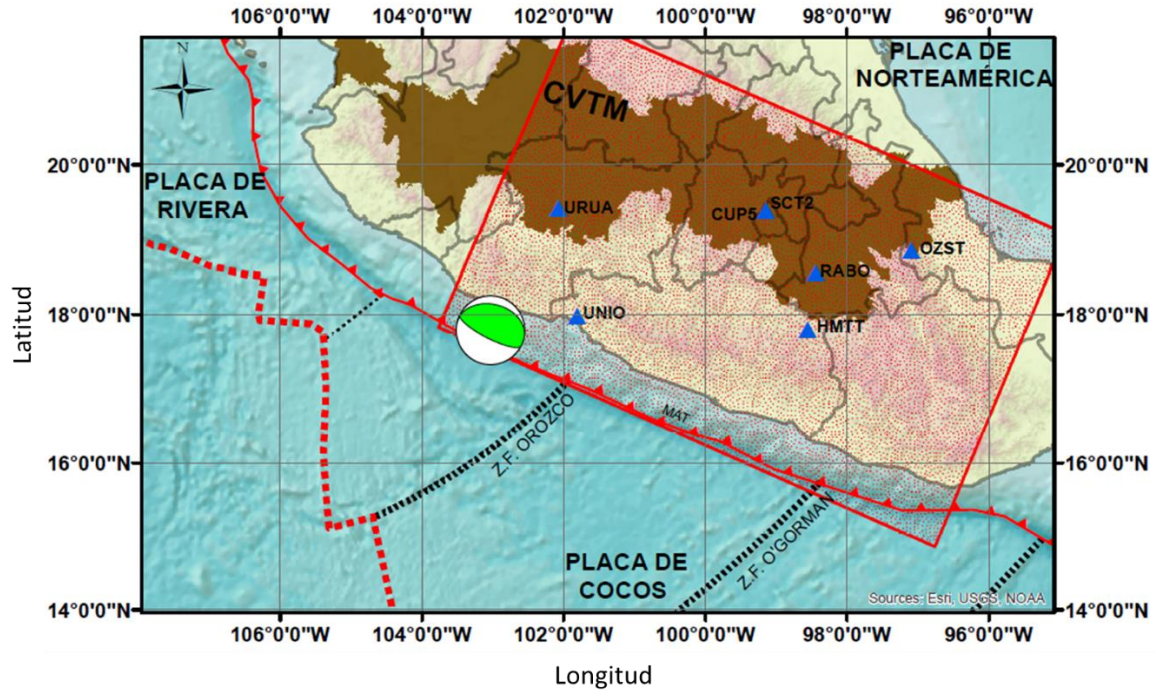 106°0'0"W 104°0'0"W 102°0'0"W 100°0'0"W 98°0'0"W 96°0'0"W
N
PLACA DE
NORTEAMÉRICA
CVTM
20°0'0"N
20°0'0"N
PLACA DE
RIVERA
URUA
CUP5
SCT2
OZST
RABO
18°0'0"N
18°0'0"N
UNIO
HMTT
Latitud
MAT
Z.F. OROZCO
16°0'0"N
16°0'0"N
Z.F. O'GORMAN
PLACA DE
COCOS
Sources: Esri, USGS, NOAA
14°0'0"N
14°0'0"N
106°0'0"W 104°0'0"W 102°0'0"W 100°0'0"W 98°0'0"W 96°0'0"W
Longitud